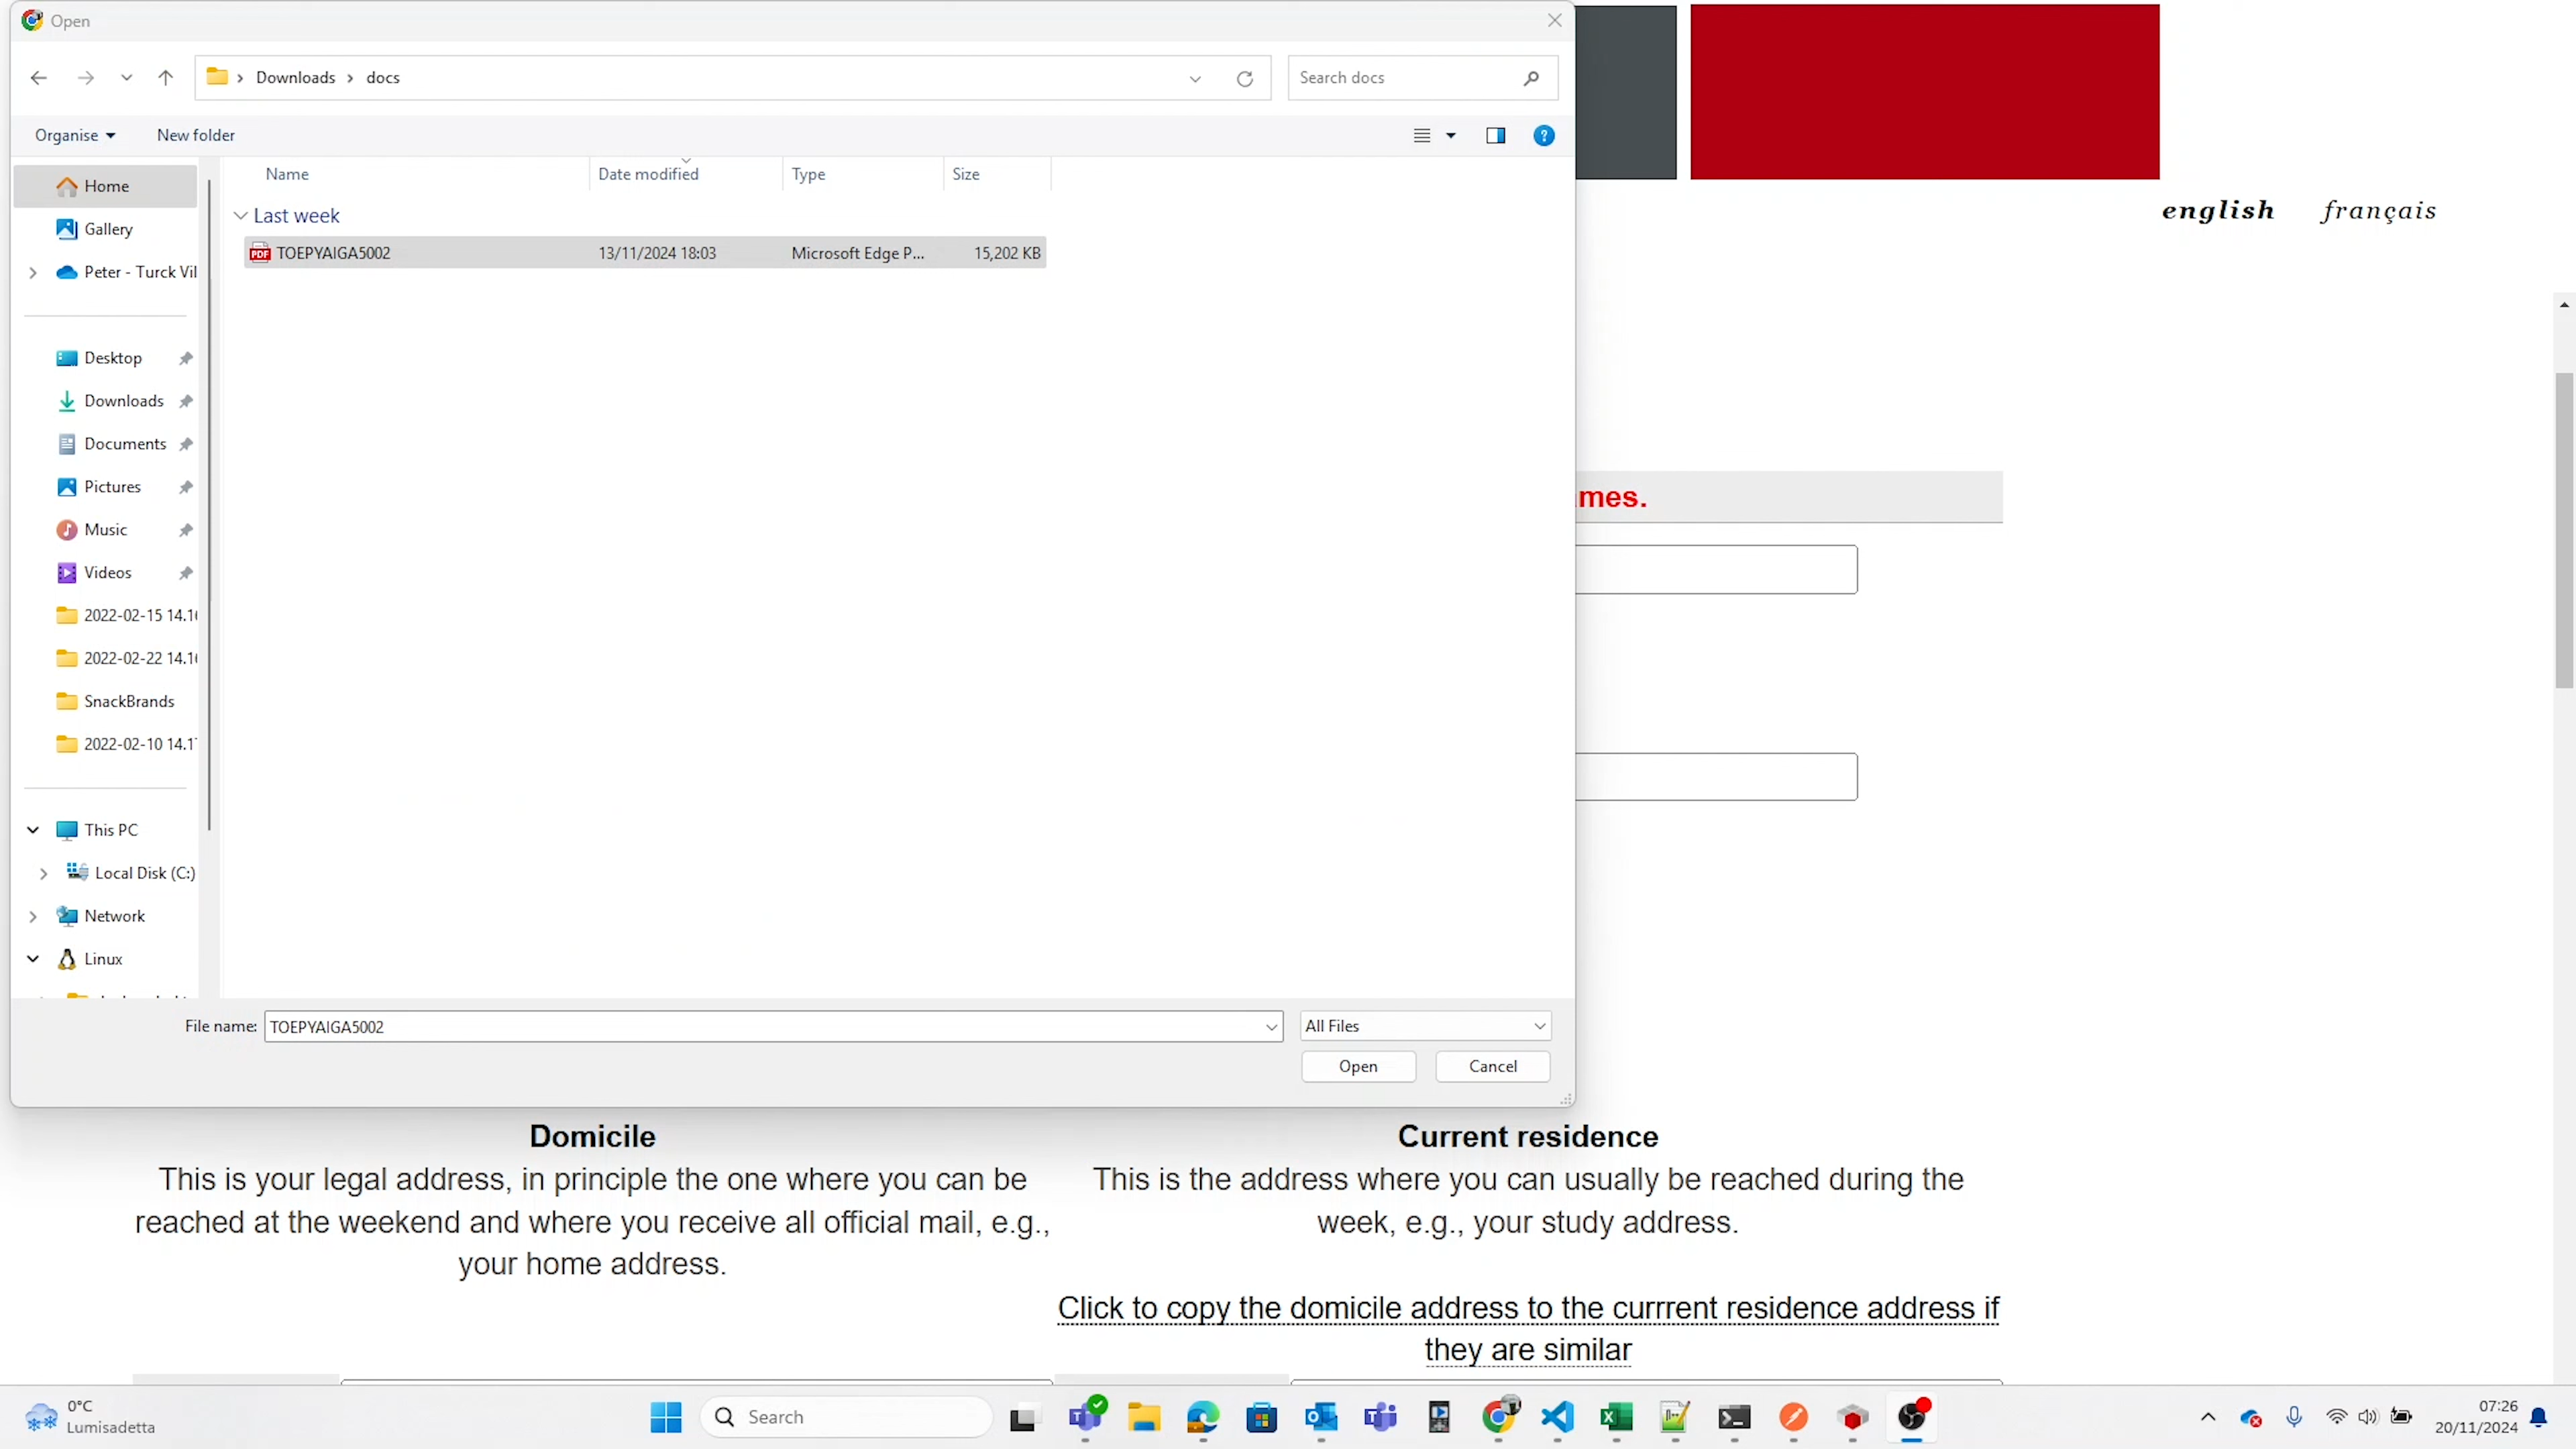 Open
Downloads > docs
Search docs
Organise
New folder
Name
Date modified
Type
Size
Home
Gallery
Peter - Turck Vil
Desktop
Downloads
Documents
Pictures
Music
Videos
2022-02-15 14.1
2022-02-22 14.1
SnackBrands
2022-02-10 14.1
This PC
Local Disk (C:)
Network
Linux
Last week
TOEPYAIGA5002 13/11/2024 18:03 Microsoft Edge P... 15,202 KB
File name: TOEPYAIGA5002
All Files
Open
Cancel
english
français
mes.
Domicile
This is your legal address, in principle the one where you can be
reached at the weekend and where you receive all official mail, e.g.,
your home address.
Current residence
This is the address where you can usually be reached during the
week, e.g., your study address.
Click to copy the domicile address to the currrent residence address if
they are similar
0°C
Lumisadetta
Search
07:26
20/11/2024